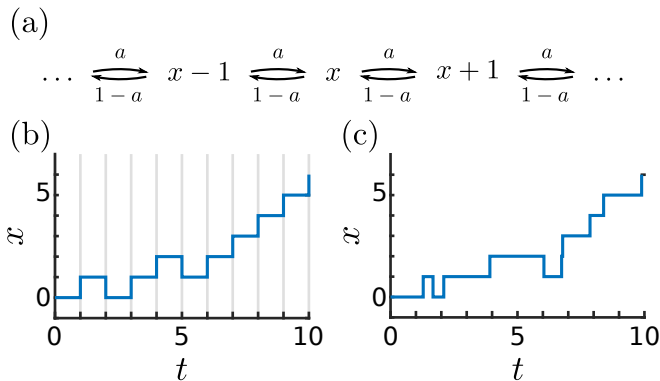 (a)
a a a a
... x − 1 x x + 1 ...
1 − a 1 − a 1 − a 1 − a
(b) (c)
5 5
x x
0 0
0 5 10 0 5 10
t t